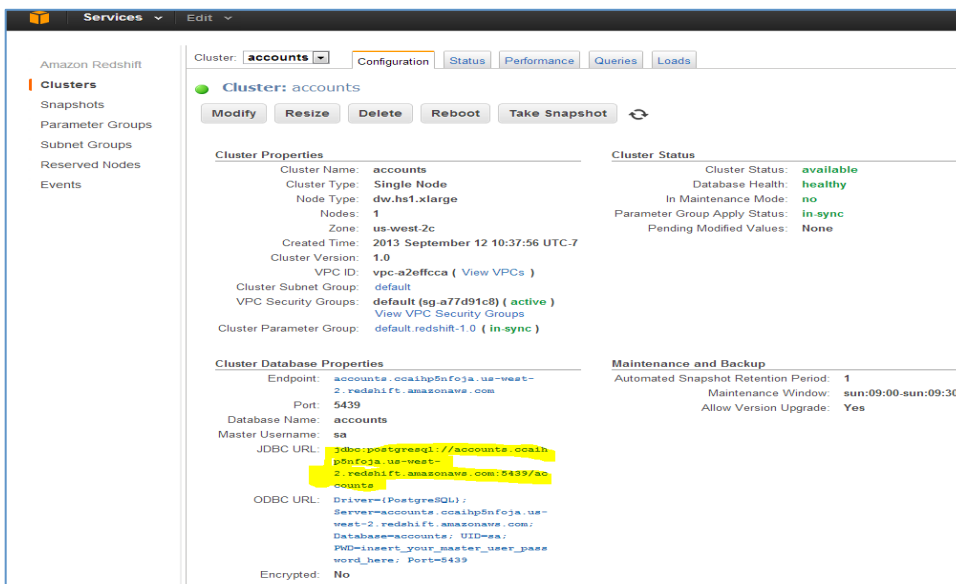 Services Edit
Amazon Redshift
Clusters
Snapshots
Parameter Groups
Subnet Groups
Reserved Nodes
Events
Cluster: accounts Configuration Status Performance Queries Loads
Cluster: accounts
Modify Resize Delete Reboot Take Snapshot
Cluster Properties
Cluster Name: accounts
Cluster Type: Single Node
Node Type: dw.hs1.xlarge
Nodes: 1
Zone: us-west-2c
Created Time: 2013 September 12 10:37:56 UTC-7
Cluster Version: 1.0
VPC ID: vpc-a2effcca ( View VPCs )
Cluster Subnet Group: default
VPC Security Groups: default (sg-a77d91c8) ( active )
View VPC Security Groups
Cluster Parameter Group: default.redshift-1.0 ( in-sync )
Cluster Status
Cluster Status: available
Database Health: healthy
In Maintenance Mode: no
Parameter Group Apply Status: in-sync
Pending Modified Values: None
Cluster Database Properties
Endpoint: accounts.ccaihp5nfoja.us-west-
2.redshift.amazonaws.com
Port: 5439
Database Name: accounts
Master Username: sa
JDBC URL: jdbc:postgresql://accounts.ccaih
p5nfoja.us-west-
2.redshift.amazonaws.com:5439/ac
counts
ODBC URL: Driver={PostgreSQL};
Server=accounts.ccaihp5nfoja.us-
west-2.redshift.amazonaws.com;
Database=accounts; UID=sa;
PWD=insert_your_master_user_pass
word_here; Port=5439
Encrypted: No
Maintenance and Backup
Automated Snapshot Retention Period: 1
Maintenance Window: sun:09:00-sun:09:30
Allow Version Upgrade: Yes